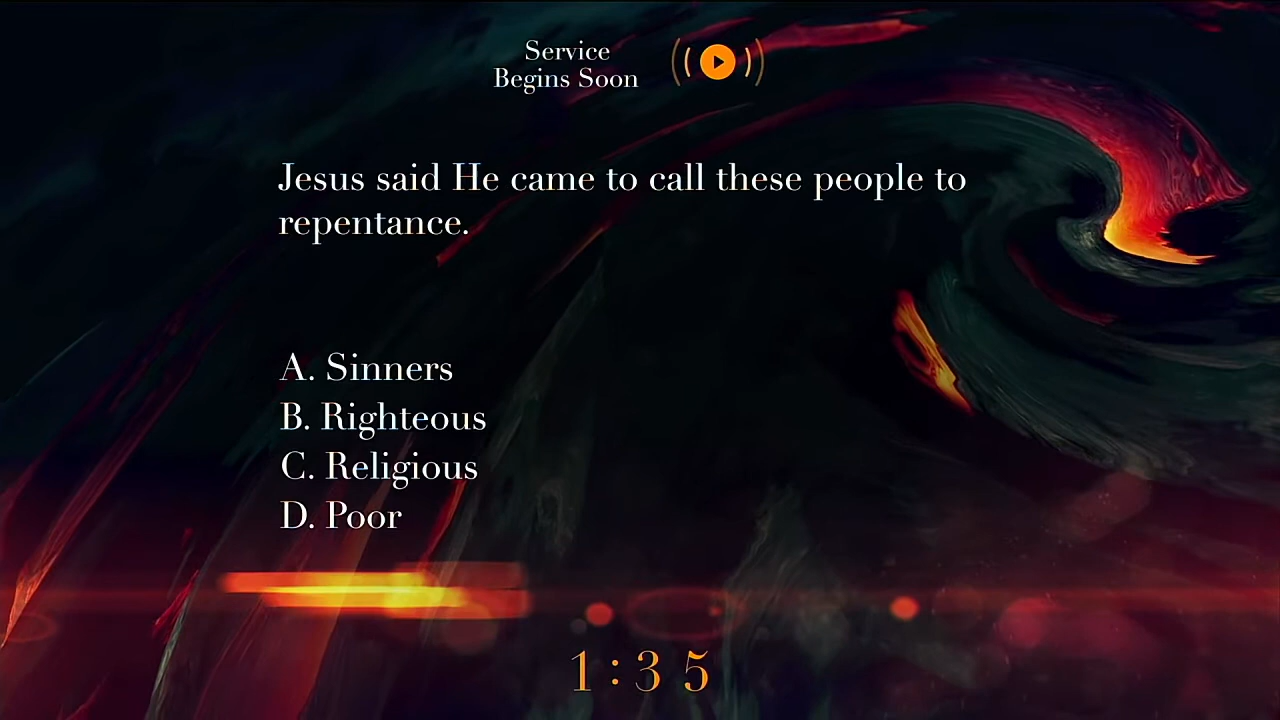 Service
Begins Soon
Jesus said He came to call these people to
repentance.
A. Sinners
B. Righteous
C. Religious
D. Poor
1:35